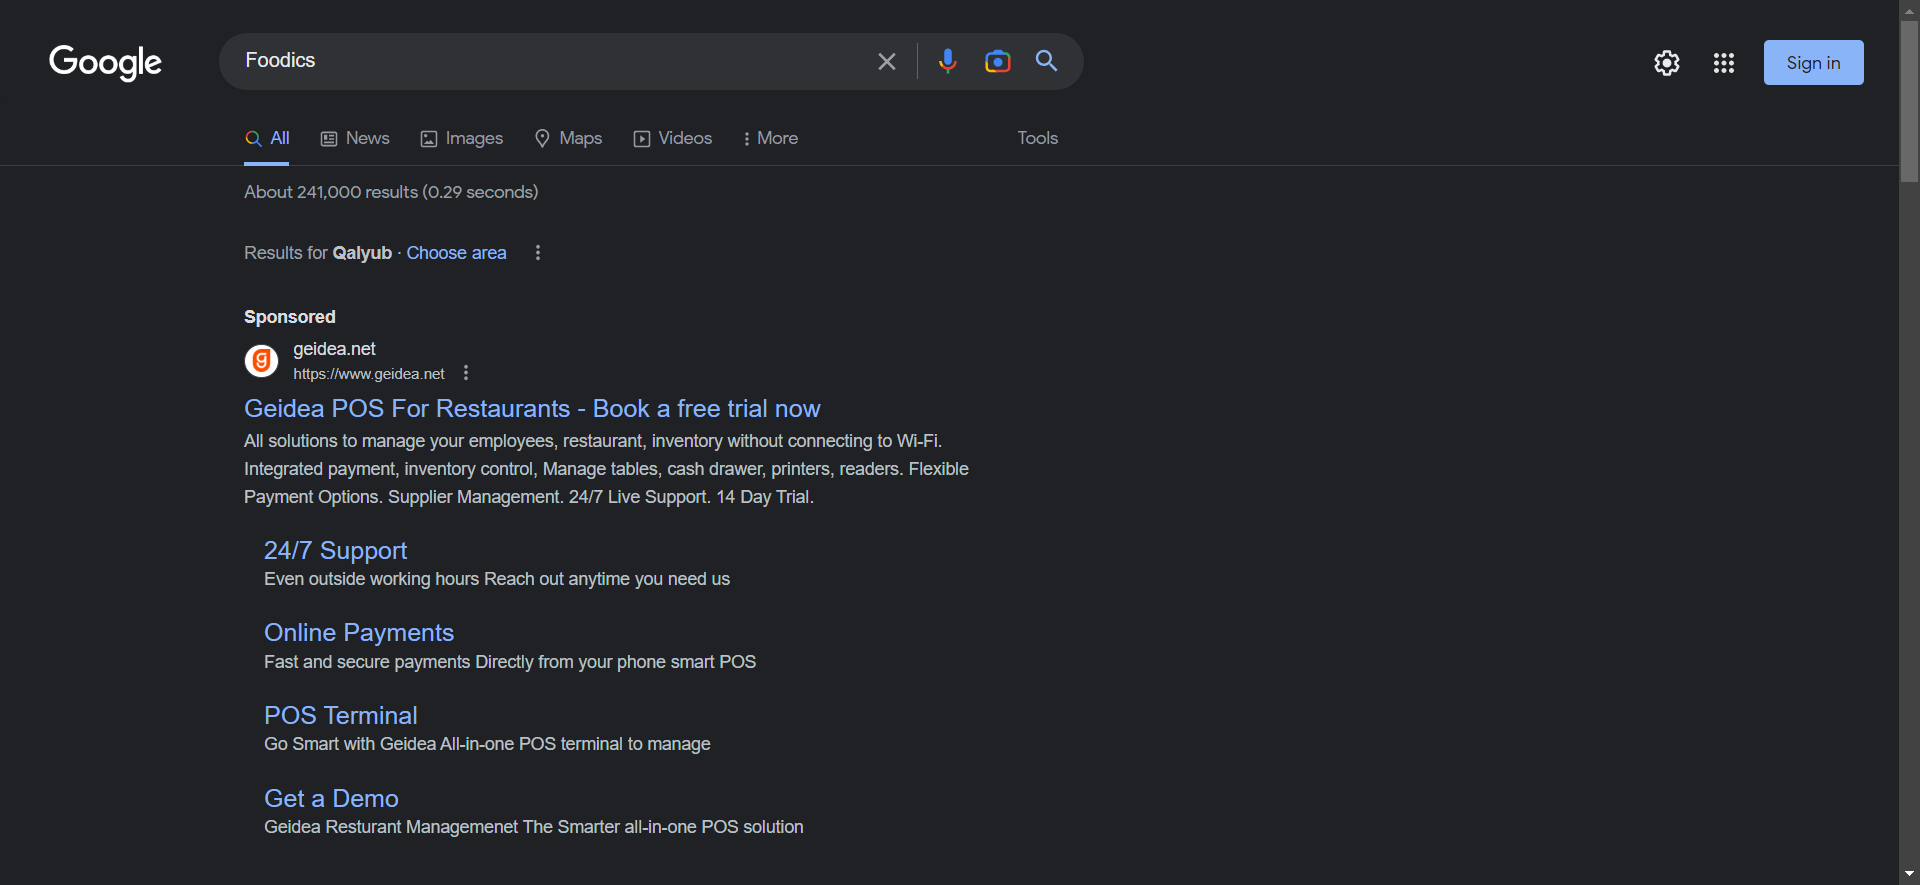 Google
Foodics
Sign in
All News Images Maps Videos More Tools
About 241,000 results (0.29 seconds)
Results for Qalyub · Choose area
Sponsored
g
geidea.net
https://www.geidea.net
Geidea POS For Restaurants - Book a free trial now
All solutions to manage your employees, restaurant, inventory without connecting to Wi-Fi.
Integrated payment, inventory control, Manage tables, cash drawer, printers, readers. Flexible
Payment Options. Supplier Management. 24/7 Live Support. 14 Day Trial.
24/7 Support
Even outside working hours Reach out anytime you need us
Online Payments
Fast and secure payments Directly from your phone smart POS
POS Terminal
Go Smart with Geidea All-in-one POS terminal to manage
Get a Demo
Geidea Resturant Managemenet The Smarter all-in-one POS solution